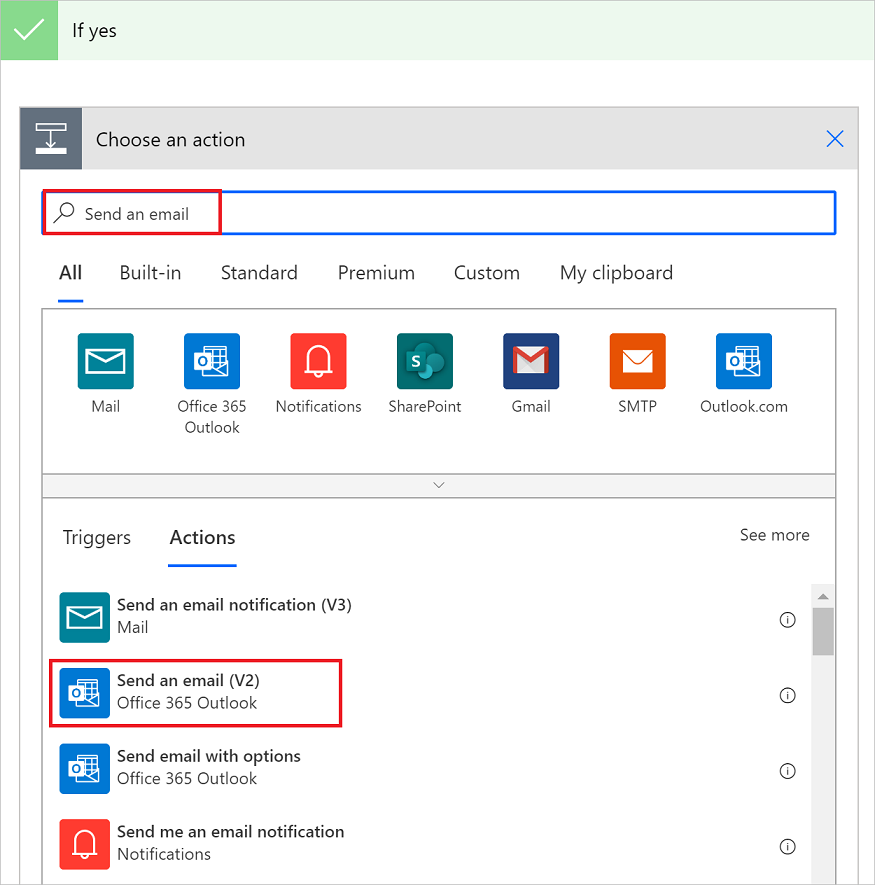 If yes
Choose an action
Send an email
All Built-in Standard Premium Custom My clipboard
Mail Office 365 Notifications SharePoint Gmail SMTP Outlook.com
Outlook
Triggers Actions See more
Send an email notification (V3)
Mail
Send an email (V2)
Office 365 Outlook
Send email with options
Office 365 Outlook
Send me an email notification
Notifications